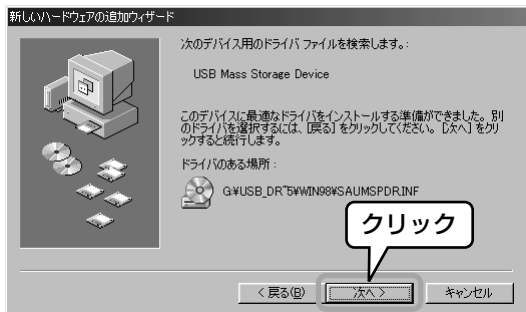 新しいハードウェアの追加ウィザード
次のデバイス用のドライバ ファイルを検索します。:
USB Mass Storage Device
このデバイスに最適なドライバをインストールする準備ができました。別
のドライバを選択するには、[戻る] をクリックしてください。[次へ] をクリ
ックすると続行します。
ドライバのある場所:
G:¥USB_DR~5¥WIN98¥SAUMSPDR.INF
クリック
< 戻る(B)
次へ >
キャンセル